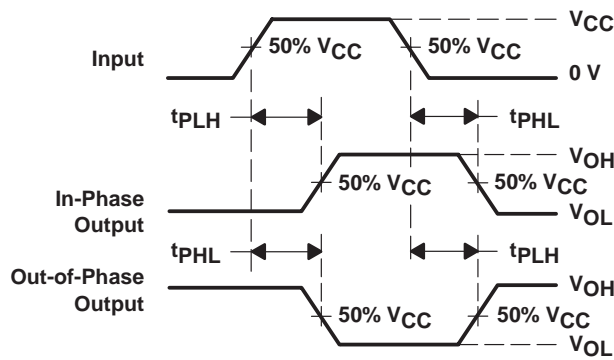 VCC
Input
50% VCC
50% VCC
0 V
tPLH
tPHL
VOH
In-Phase
Output
50% VCC
50% VCC
VOL
tPHL
tPLH
Out-of-Phase
Output
VOH
50% VCC
50% VCC
VOL